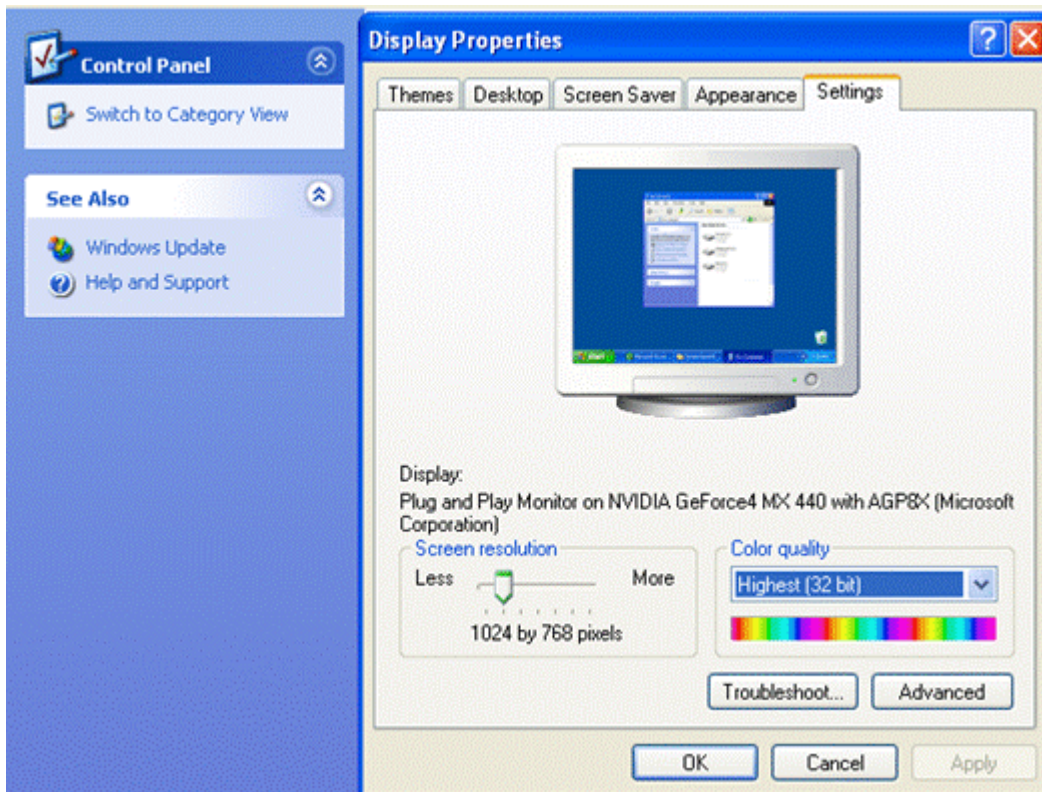 Control Panel
Switch to Category View
See Also
Windows Update
Help and Support
Display Properties
Themes Desktop Screen Saver Appearance Settings
Display:
Plug and Play Monitor on NVIDIA GeForce4 MX 440 with AGP8X (Microsoft
Corporation)
Screen resolution
Less More
1024 by 768 pixels
Color quality
Highest (32 bit)
Troubleshoot... Advanced
OK Cancel Apply